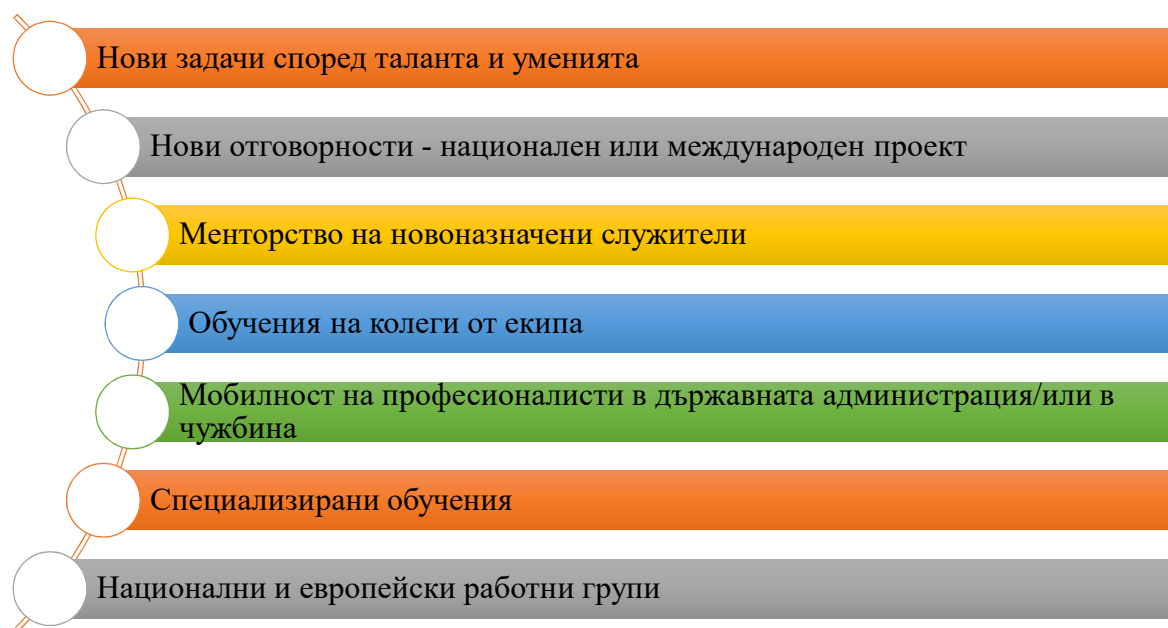 Нови задачи според таланта и уменията
Нови отговорности - национален или международен проект
Менторство на новоназначени служители
Обучения на колеги от екипа
Мобилност на професионалисти в държавната администрация/или в
чужбина
Специализирани обучения
Национални и европейски работни групи